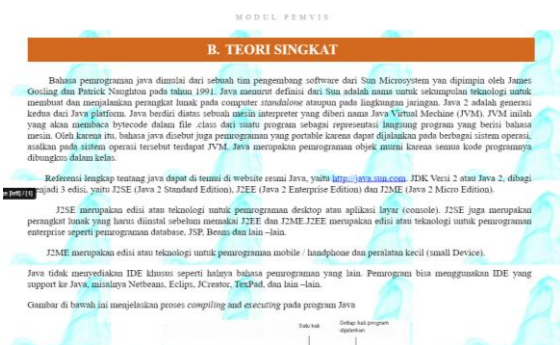 MODUL PEMVIS
B. TEORI SINGKAT
Bahasa pemrograman java dimulai dari sebuah tim pengembang software dari Sun Microsystem yan dipimpin oleh James
Gosling dan Patrick Naughton pada tahun 1991. Java menurut definisi dari Sun adalah nama untuk sekumpulan teknologi untuk
membuat dan menjalankan perangkat lunak pada computer standalone ataupun pada lingkungan jaringan. Java 2 adalah generasi
kedua dari Java platform. Java berdiri diatas sebuah mesin interpreter yang diberi nama Java Virtual Mechine (JVM). JVM inilah
yang akan membaca bytecode dalam file .class dari suatu program sebagai representasi langsung program yang berisi bahasa
mesin. Oleh karena itu, bahasa java disebut juga pemrograman yang portable karena dapat dijalankan pada berbagai sistem operasi,
asalkan pada sistem operasi tersebut terdapat JVM. Java merupakan pemrograman objek murni karena semua kode programnya
dibungkus dalam kelas.
Referensi lengkap tentang java dapat di temui di website resmi Java, yaitu http://java.sun.com. JDK Versi 2 atau Java 2, dibagi
menjadi 3 edisi, yaitu J2SE (Java 2 Standard Edition), J2EE (Java 2 Enterprise Edition) dan J2ME (Java 2 Micro Edition).
J2SE merupakan edisi atau teknologi untuk pemrograman desktop atau aplikasi layar (console). J2SE juga merupakan
perangkat lunak yang harus diinstal sebelum memakai J2EE dan J2ME.J2EE merupakan edisi atau teknologi untuk pemrograman
enterprise seperti pemrograman database, JSP, Beans dan lain –lain.
J2ME merupakan edisi atau teknologi untuk pemrograman mobile / handphone dan peralatan kecil (small Device).
Java tidak menyediakan IDE khusus seperti halnya bahasa pemrograman yang lain. Pemrogram bisa menggunakan IDE yang
support ke Java, misalnya Netbeans, Eclips, JCreator, TexPad, dan lain –lain.
Gambar di bawah ini menjelaskan proses compiling and executing pada program Java
Satu kali
Setiap kali program
dijalankan